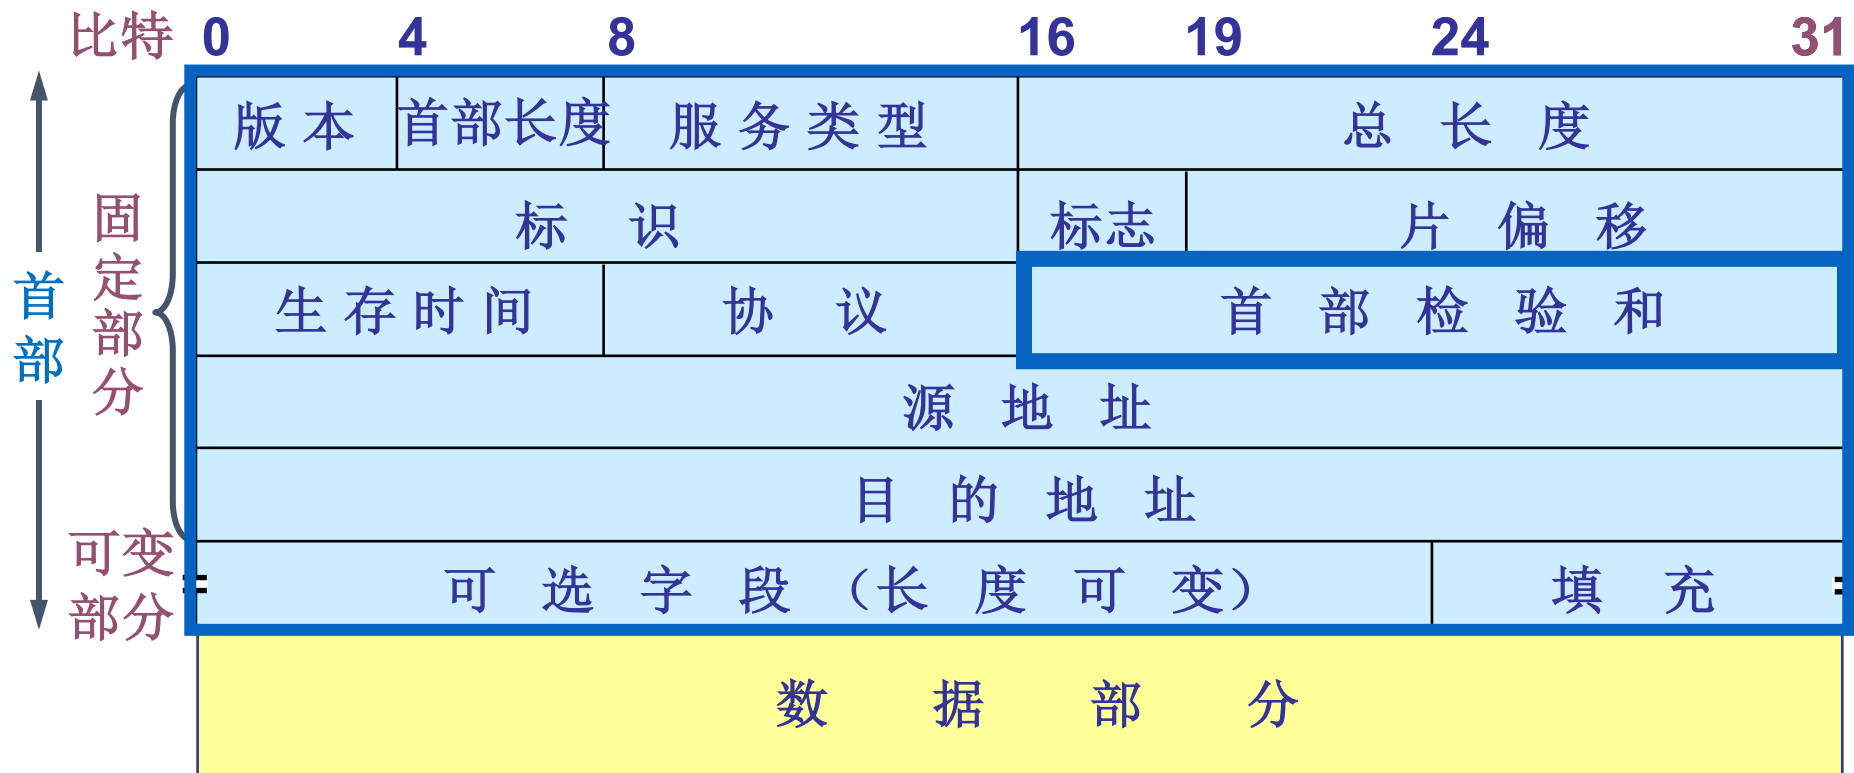 比特 0 4 8 16 19 24 31
版本 首部长度 服务类型 总长度
标识 标志 片偏移
生存时间 协议 首部检验和
源地址
目的地址
可选字段（长度可变） 填充
数据部分
首部
固定部分
可变
部分